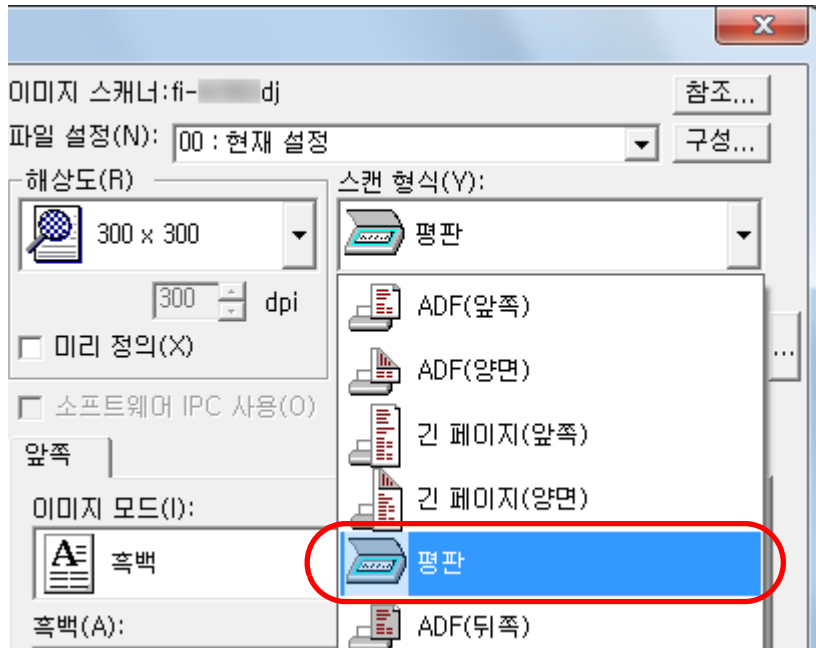 이미지 스캐너:fi- dj
참조...
파일 설정(N): 00 : 현재 설정
구성...
해상도(R)
스캔 형식(Y):
300 x 300
평판
300 dpi
미리 정의(X)
...
소프트웨어 IPC 사용(O)
ADF(앞쪽)
ADF(양면)
긴 페이지(앞쪽)
긴 페이지(양면)
평판
ADF(뒤쪽)
앞쪽
이미지 모드(I):
흑백
흑백(A):